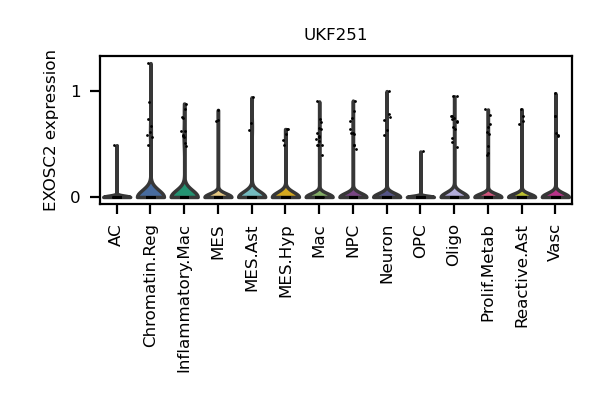 UKF251
EXOSC2 expression
1
0
AC
Chromatin.Reg
Inflammatory.Mac
MES
MES.Ast
MES.Hyp
Mac
NPC
Neuron
OPC
Oligo
Prolif.Metab
Reactive.Ast
Vasc